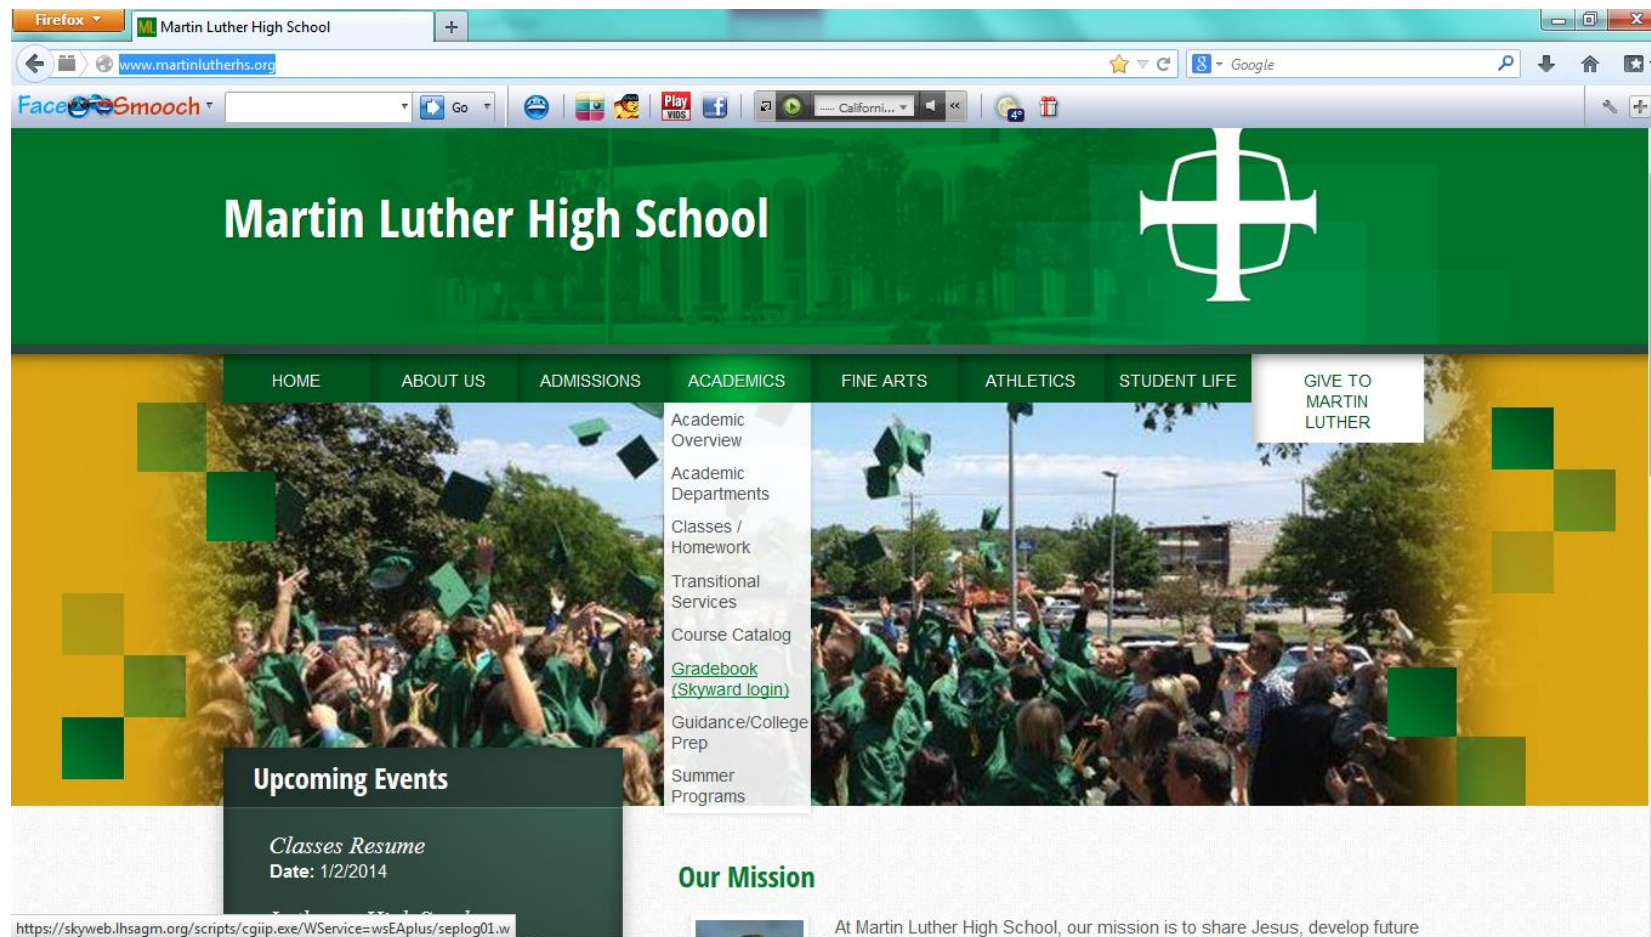 Firefox
ML Martin Luther High School
www.martinlutherhs.org
Google
FaceSmooch
Go
Play
VIDS
f
..... Californi...
4°
Martin Luther High School
HOME
ABOUT US
ADMISSIONS
ACADEMICS
FINE ARTS
ATHLETICS
STUDENT LIFE
GIVE TO
MARTIN
LUTHER
Academic
Overview
Academic
Departments
Classes /
Homework
Transitional
Services
Course Catalog
Gradebook
(Skyward login)
Guidance/College
Prep
Summer
Programs
Upcoming Events
Classes Resume
Date: 1/2/2014
Our Mission
At Martin Luther High School, our mission is to share Jesus, develop future
https://skyweb.lhsagm.org/scripts/cgiip.exe/WService=wsEAplus/seplog01.w